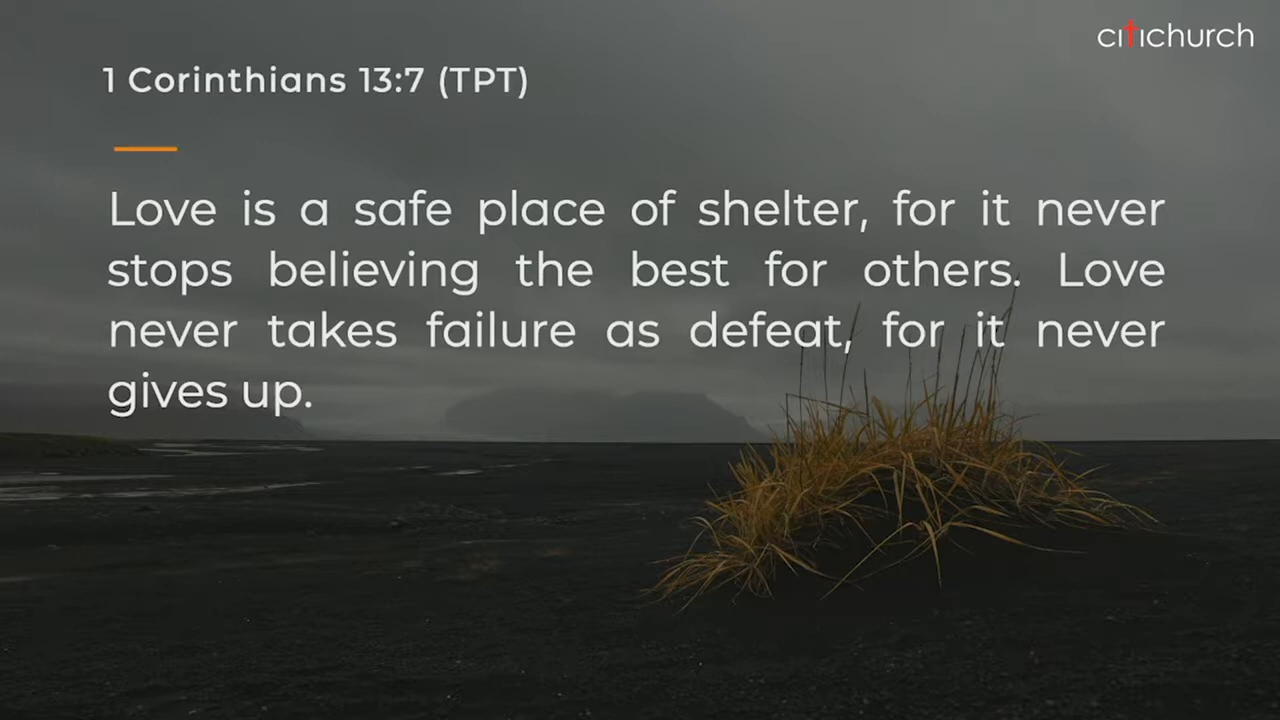 citichurch
1 Corinthians 13:7 (TPT)
Love is a safe place of shelter, for it never
stops believing the best for others. Love
never takes failure as defeat, for it never
gives up.